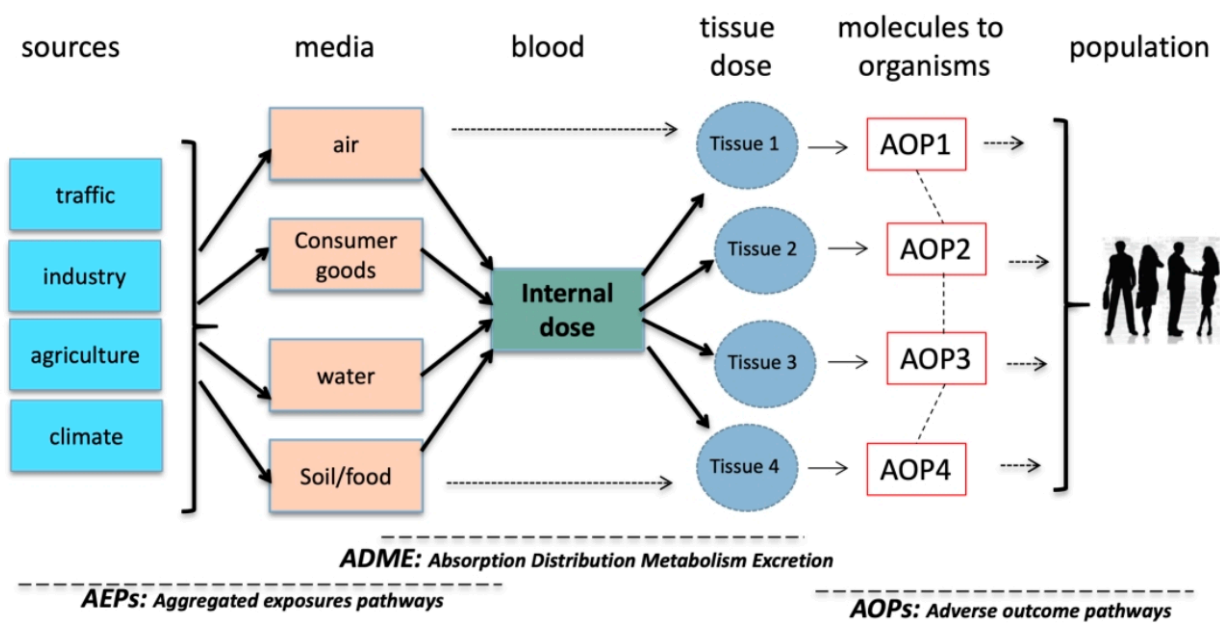 sources
media
blood
tissue
dose
molecules to
organisms
population
traffic
industry
agriculture
climate
air
Consumer
goods
water
Soil/food
Internal
dose
Tissue 1
Tissue 2
Tissue 3
Tissue 4
AOP1
AOP2
AOP3
AOP4
ADME: Absorption Distribution Metabolism Excretion
AEPs: Aggregated exposures pathways
AOPs: Adverse outcome pathways